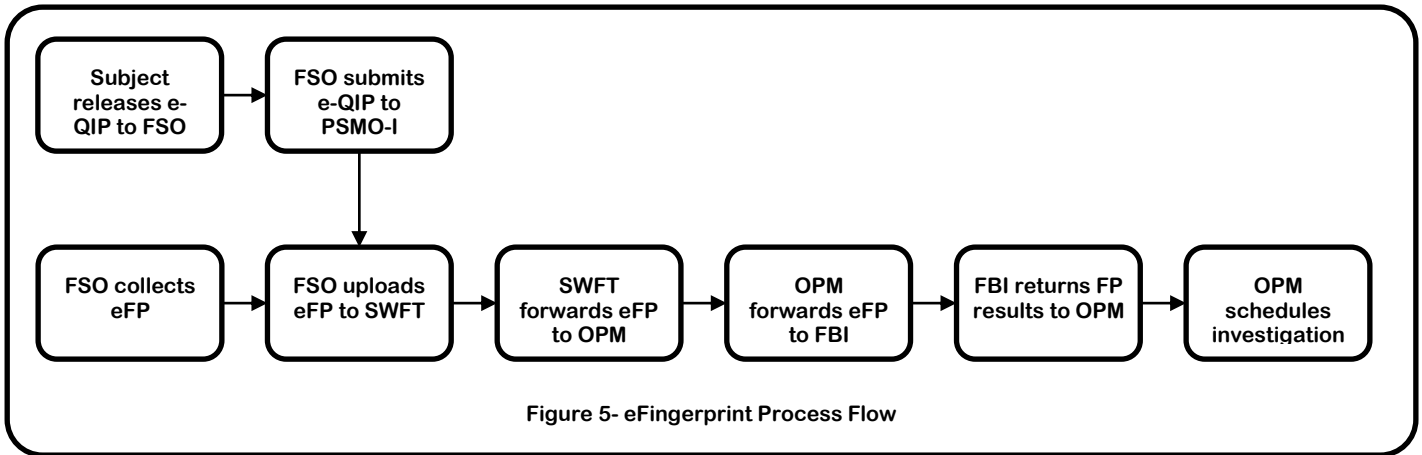 Subject
releases e-
QIP to FSO
FSO submits
e-QIP to
PSMO-I
FSO collects
eFP
FSO uploads
eFP to SWFT
SWFT
forwards eFP
to OPM
OPM
forwards eFP
to FBI
FBI returns FP
results to OPM
OPM
schedules
investigation
Figure 5- eFingerprint Process Flow